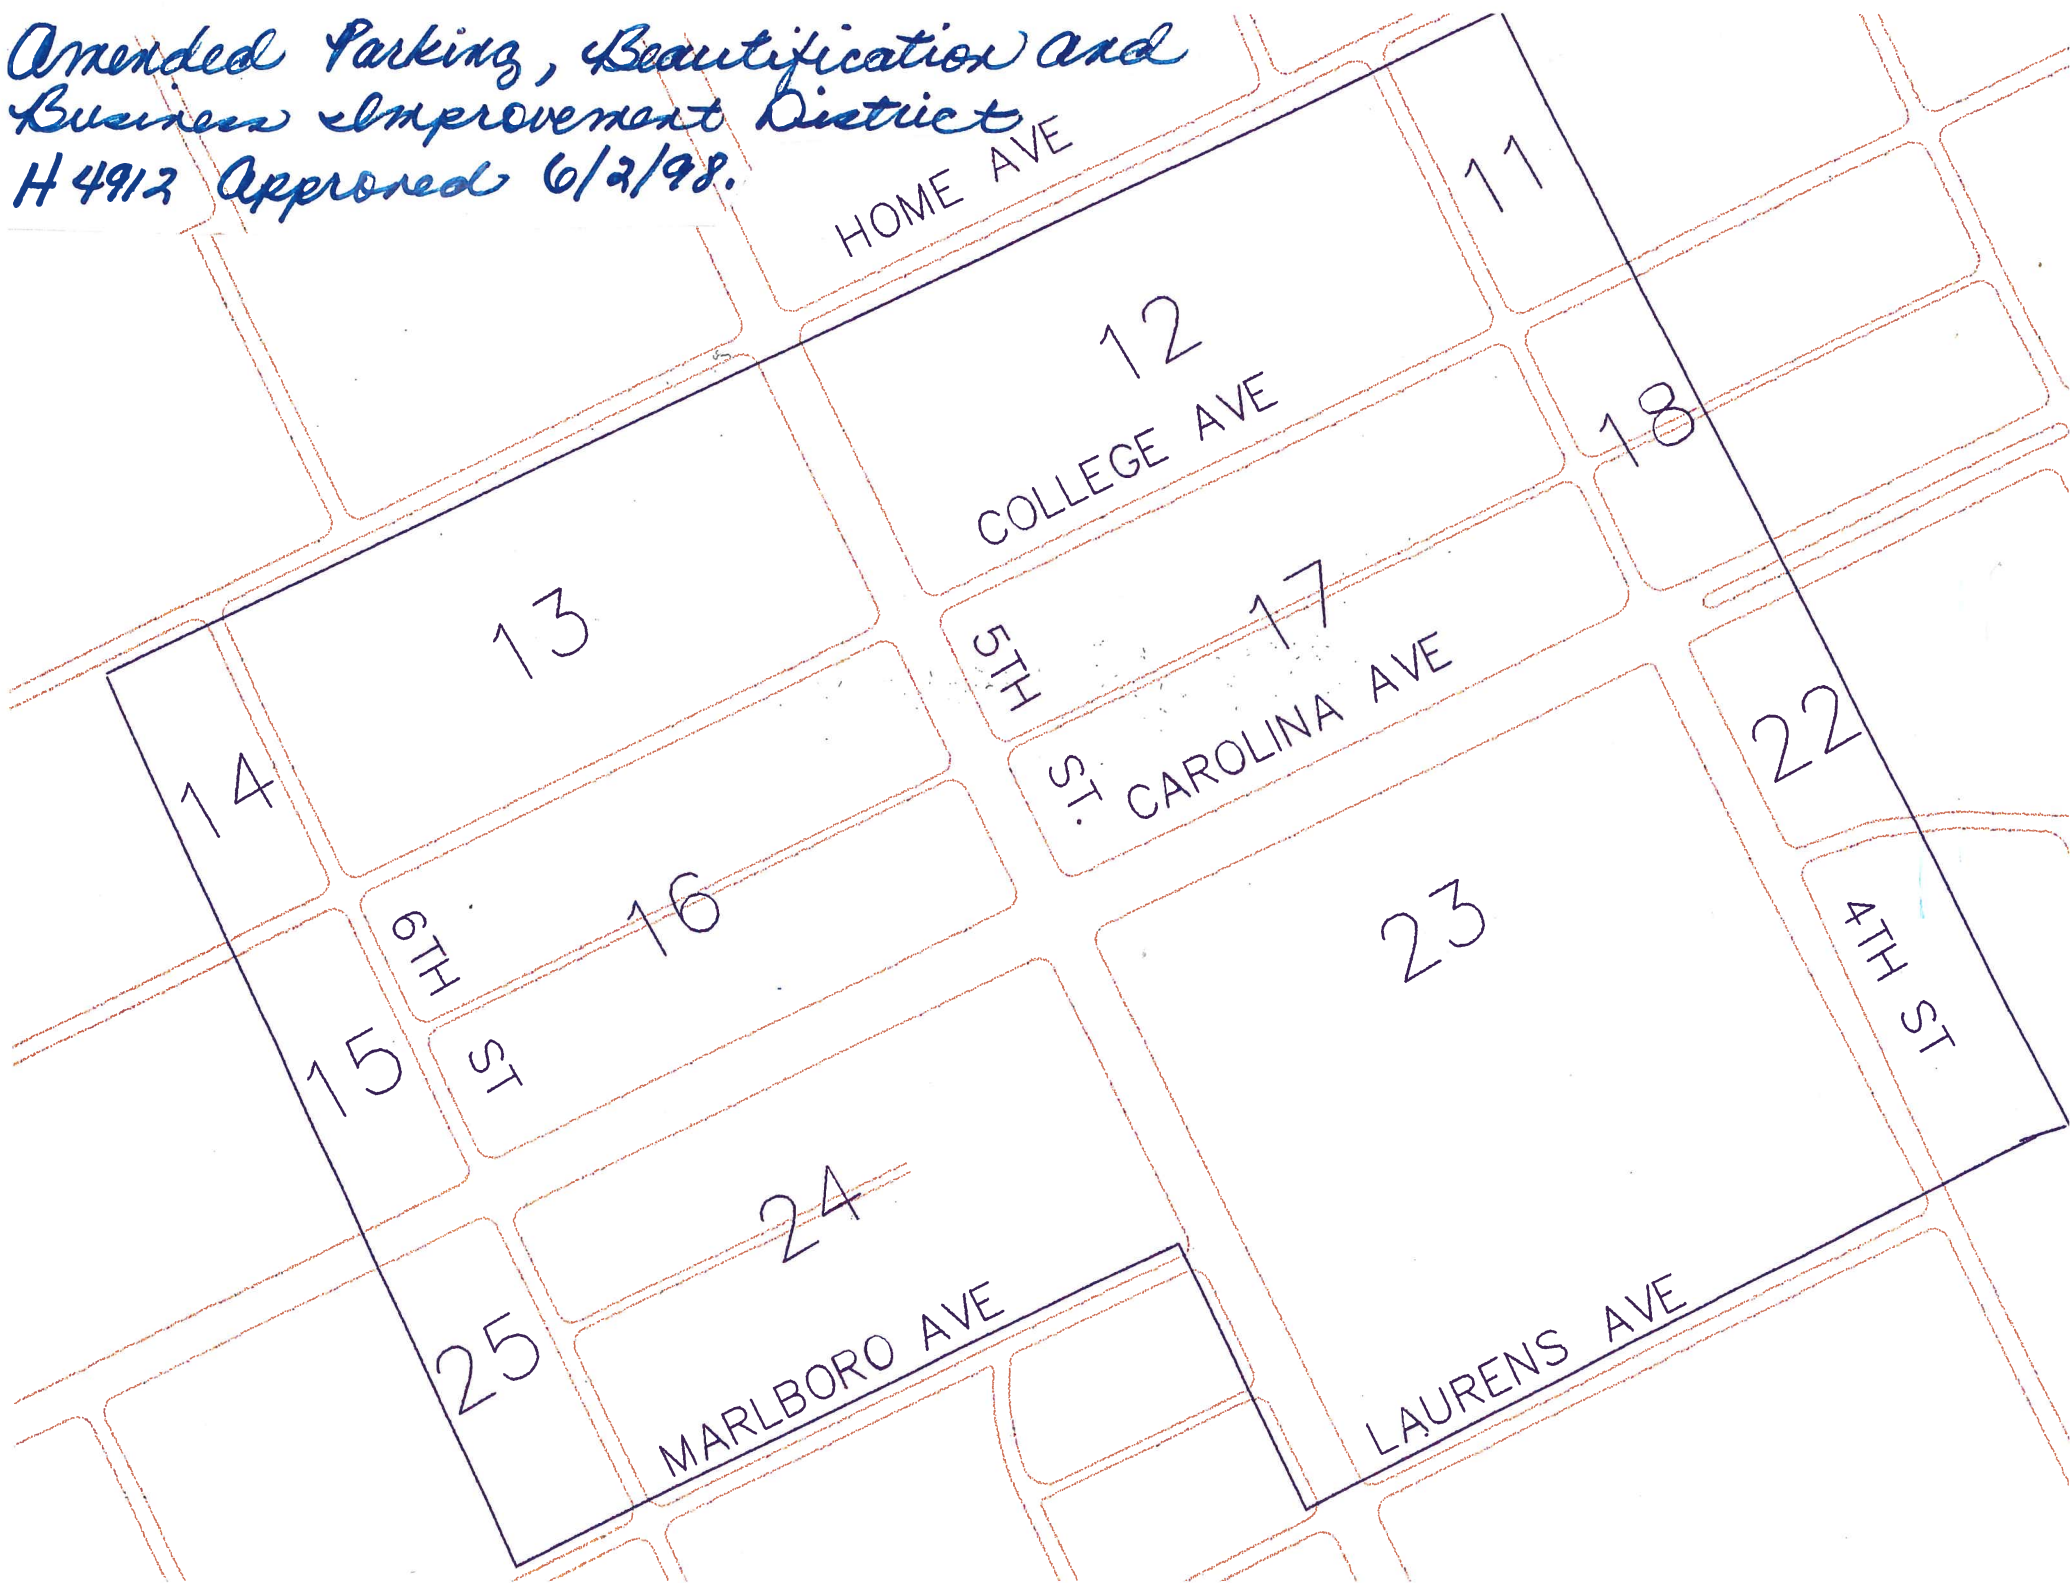 Amended Parking, Beautification and
Business Improvement District
H 4912 Approved 6/2/98.
HOME AVE
11
12
COLLEGE AVE
18
13
17
5TH ST.
CAROLINA AVE
22
14
16
6TH ST
23
4TH ST
15
24
25
MARLBORO AVE
LAURENS AVE